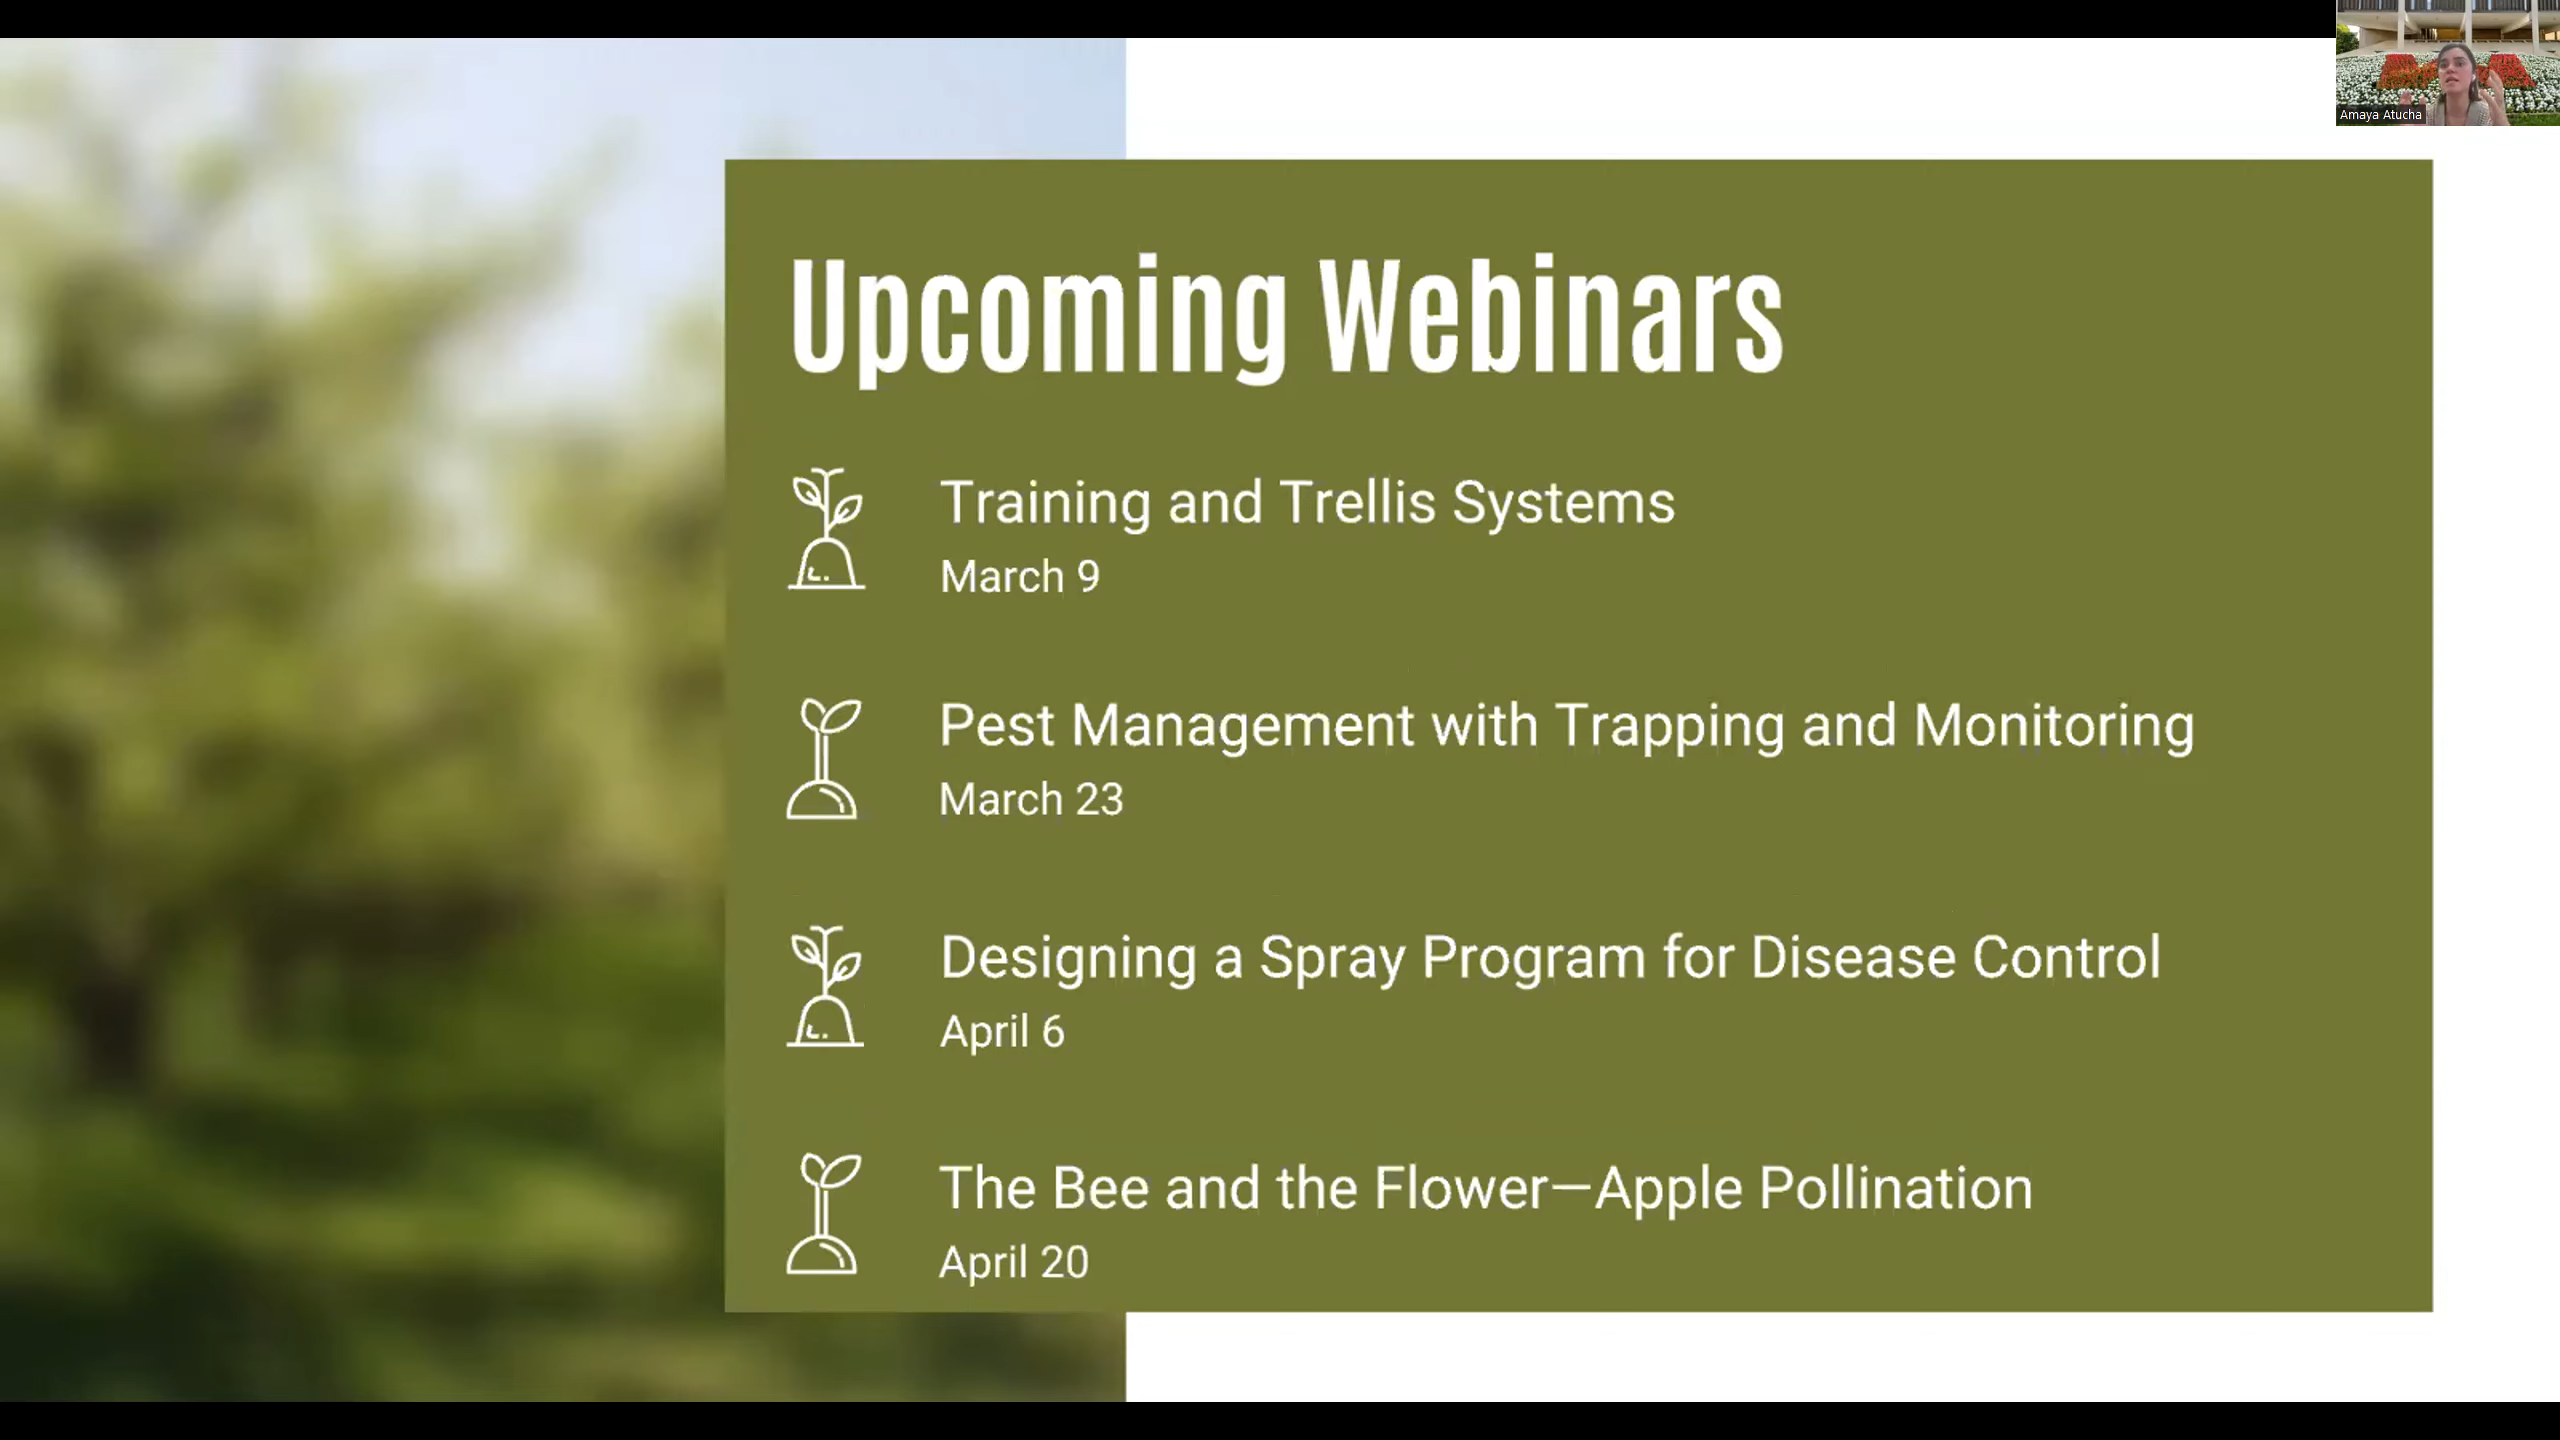 Amaya Atucha
Upcoming Webinars
Training and Trellis Systems
March 9
Pest Management with Trapping and Monitoring
March 23
Designing a Spray Program for Disease Control
April 6
The Bee and the Flower—Apple Pollination
April 20